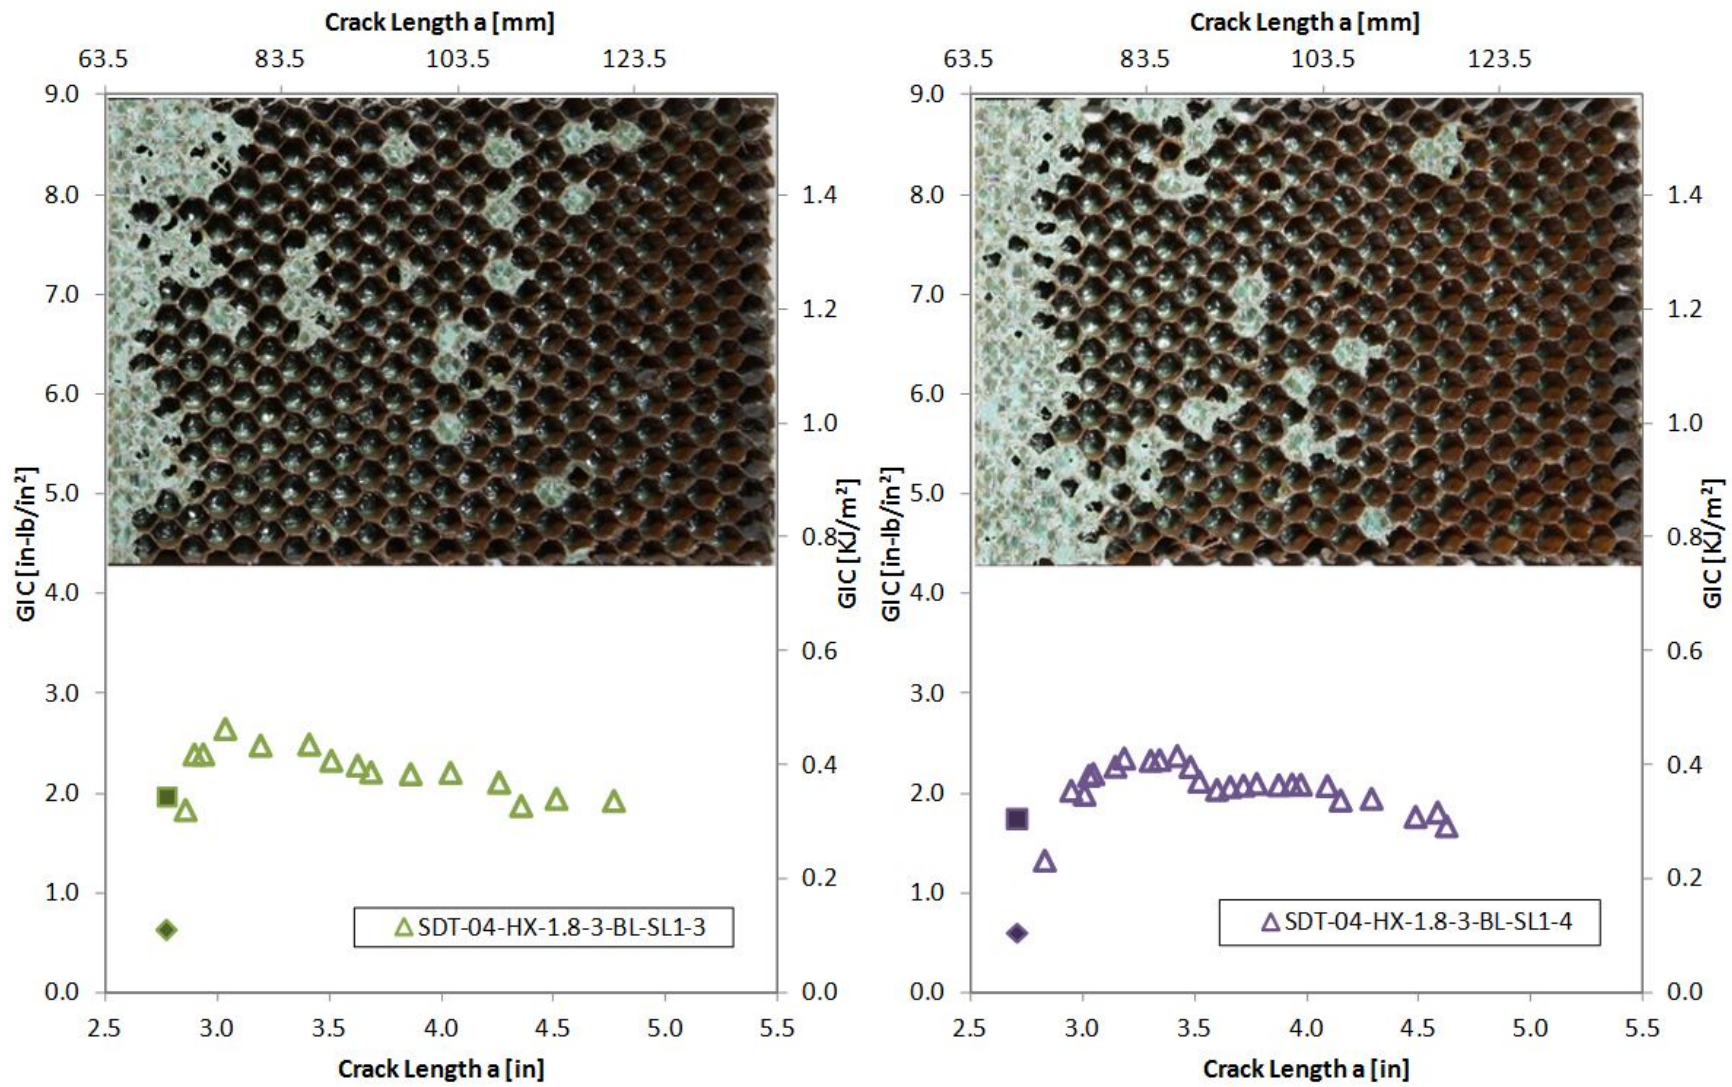 Crack Length a [mm]
63.5 83.5 103.5 123.5
9.0
8.0
7.0
6.0
5.0
4.0
3.0
2.0
1.0
0.0
GIC [in-lb/in²]
1.4
1.2
1.0
0.8
0.6
0.4
0.2
0.0
GIC [KJ/m²]
SDT-04-HX-1.8-3-BL-SL1-3
2.5 3.0 3.5 4.0 4.5 5.0 5.5
Crack Length a [in]
Crack Length a [mm]
63.5 83.5 103.5 123.5
9.0
8.0
7.0
6.0
5.0
4.0
3.0
2.0
1.0
0.0
GIC [in-lb/in²]
1.4
1.2
1.0
0.8
0.6
0.4
0.2
0.0
GIC [KJ/m²]
SDT-04-HX-1.8-3-BL-SL1-4
2.5 3.0 3.5 4.0 4.5 5.0 5.5
Crack Length a [in]